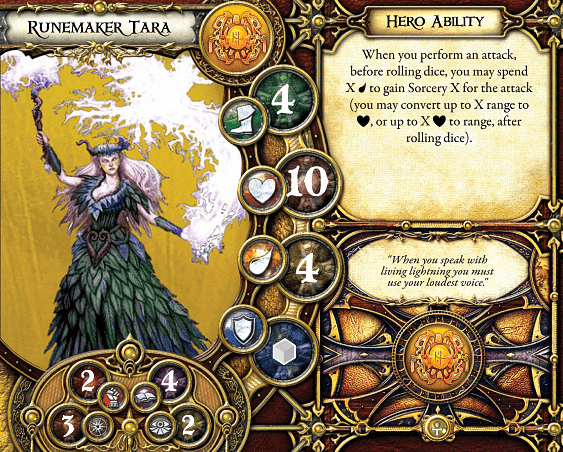 Runemaker Tara
Hero Ability
When you perform an attack,
before rolling dice, you may spend
X to gain Sorcery X for the attack
(you may convert up to X range to
, or up to X to range, after
rolling dice).
4
10
4
"When you speak with
living lightning you must
use your loudest voice."
2
4
3
2